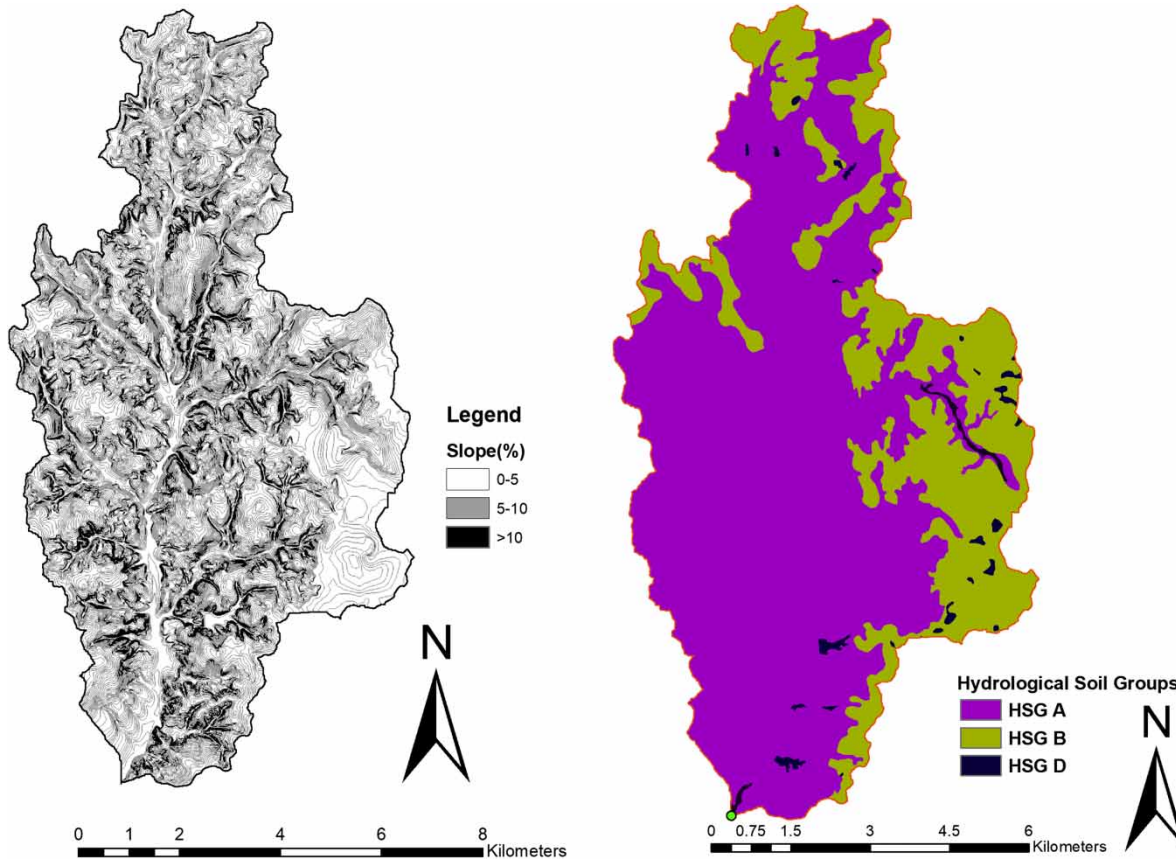 Legend
Slope(%)
0-5
5-10
>10
N
0 1 2 4 6 8
Kilometers
Hydrological Soil Groups
HSG A
HSG B
HSG D
N
0 0.75 1.5 3 4.5 6
Kilometers